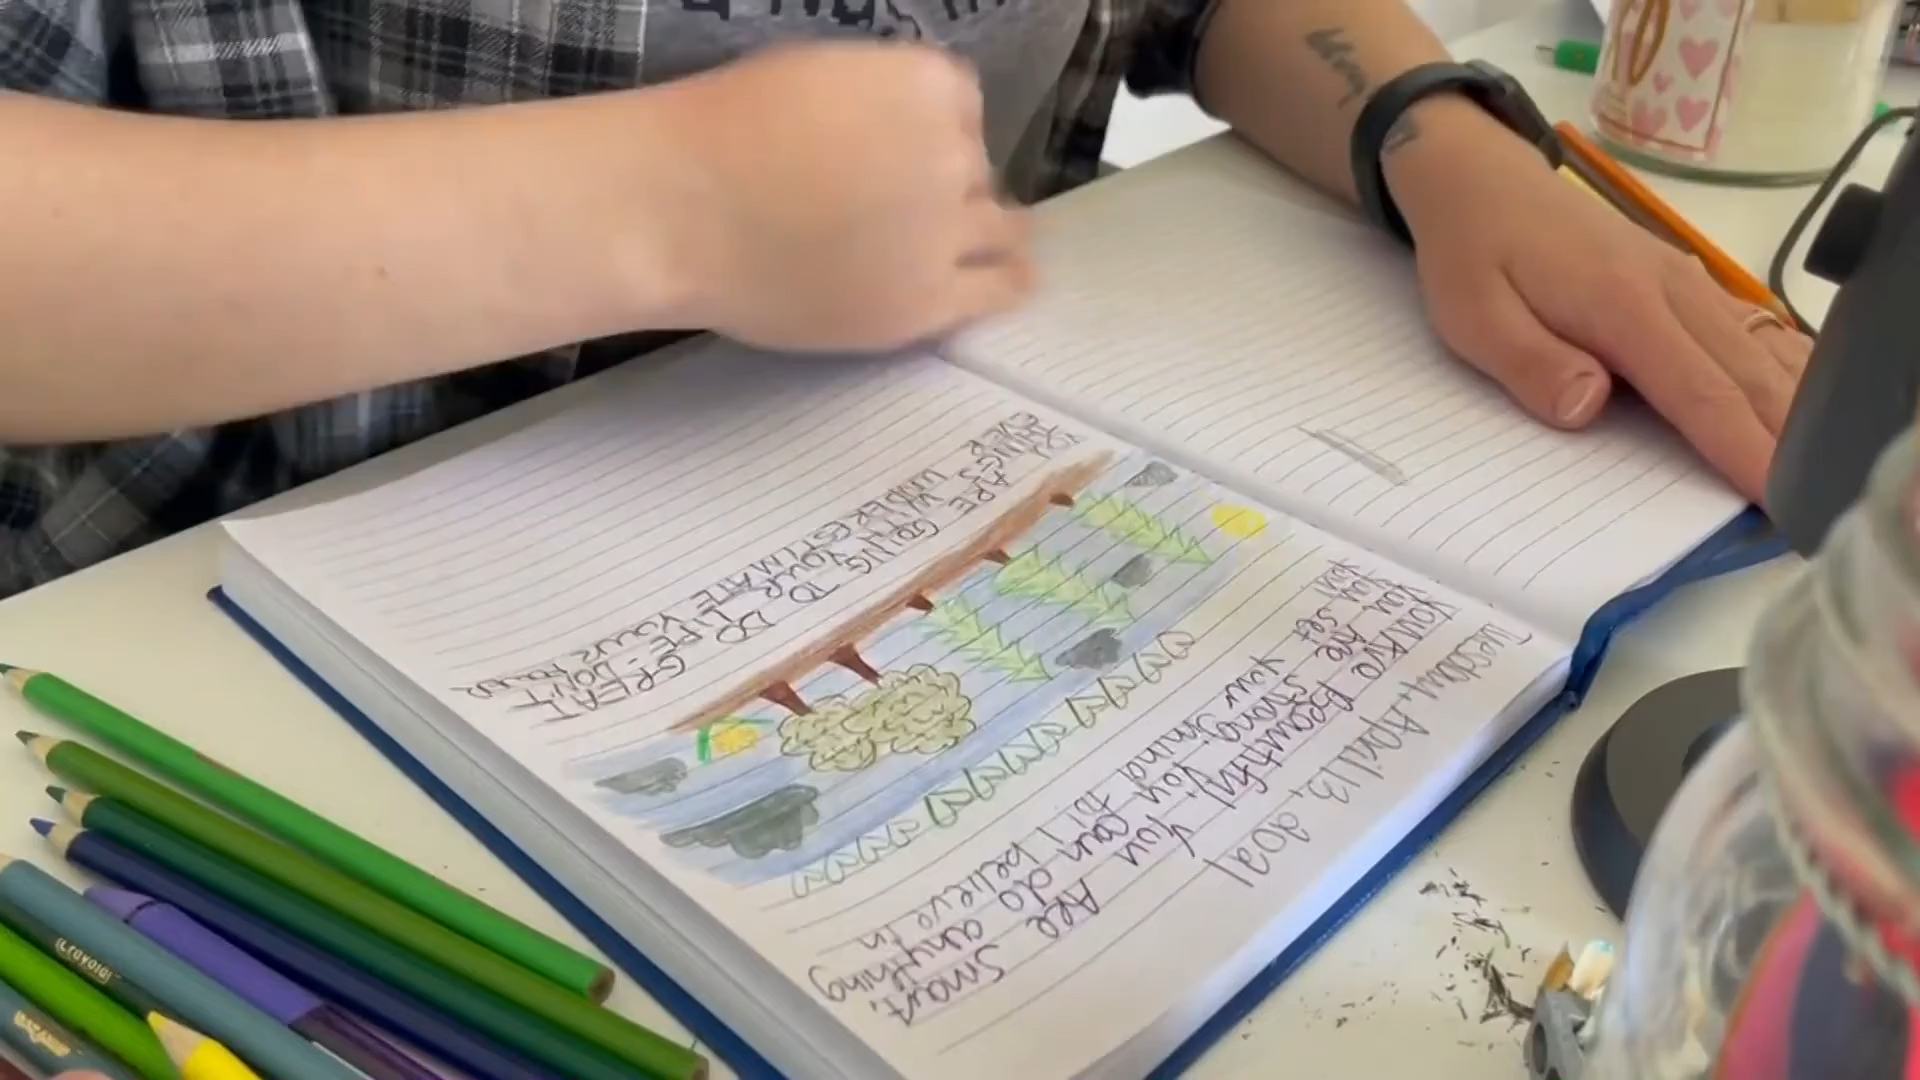 Tuesday, April 13, 2021
You Are beautiful. You Are smart.
You Are strong. You can do anything
you set your mind to. I believe in
you
YOU ARE GOING TO DO GREAT
THINGS WITH YOUR LIFE - DON'T
EVER UNDERESTIMATE YOUR POWER
Crayola